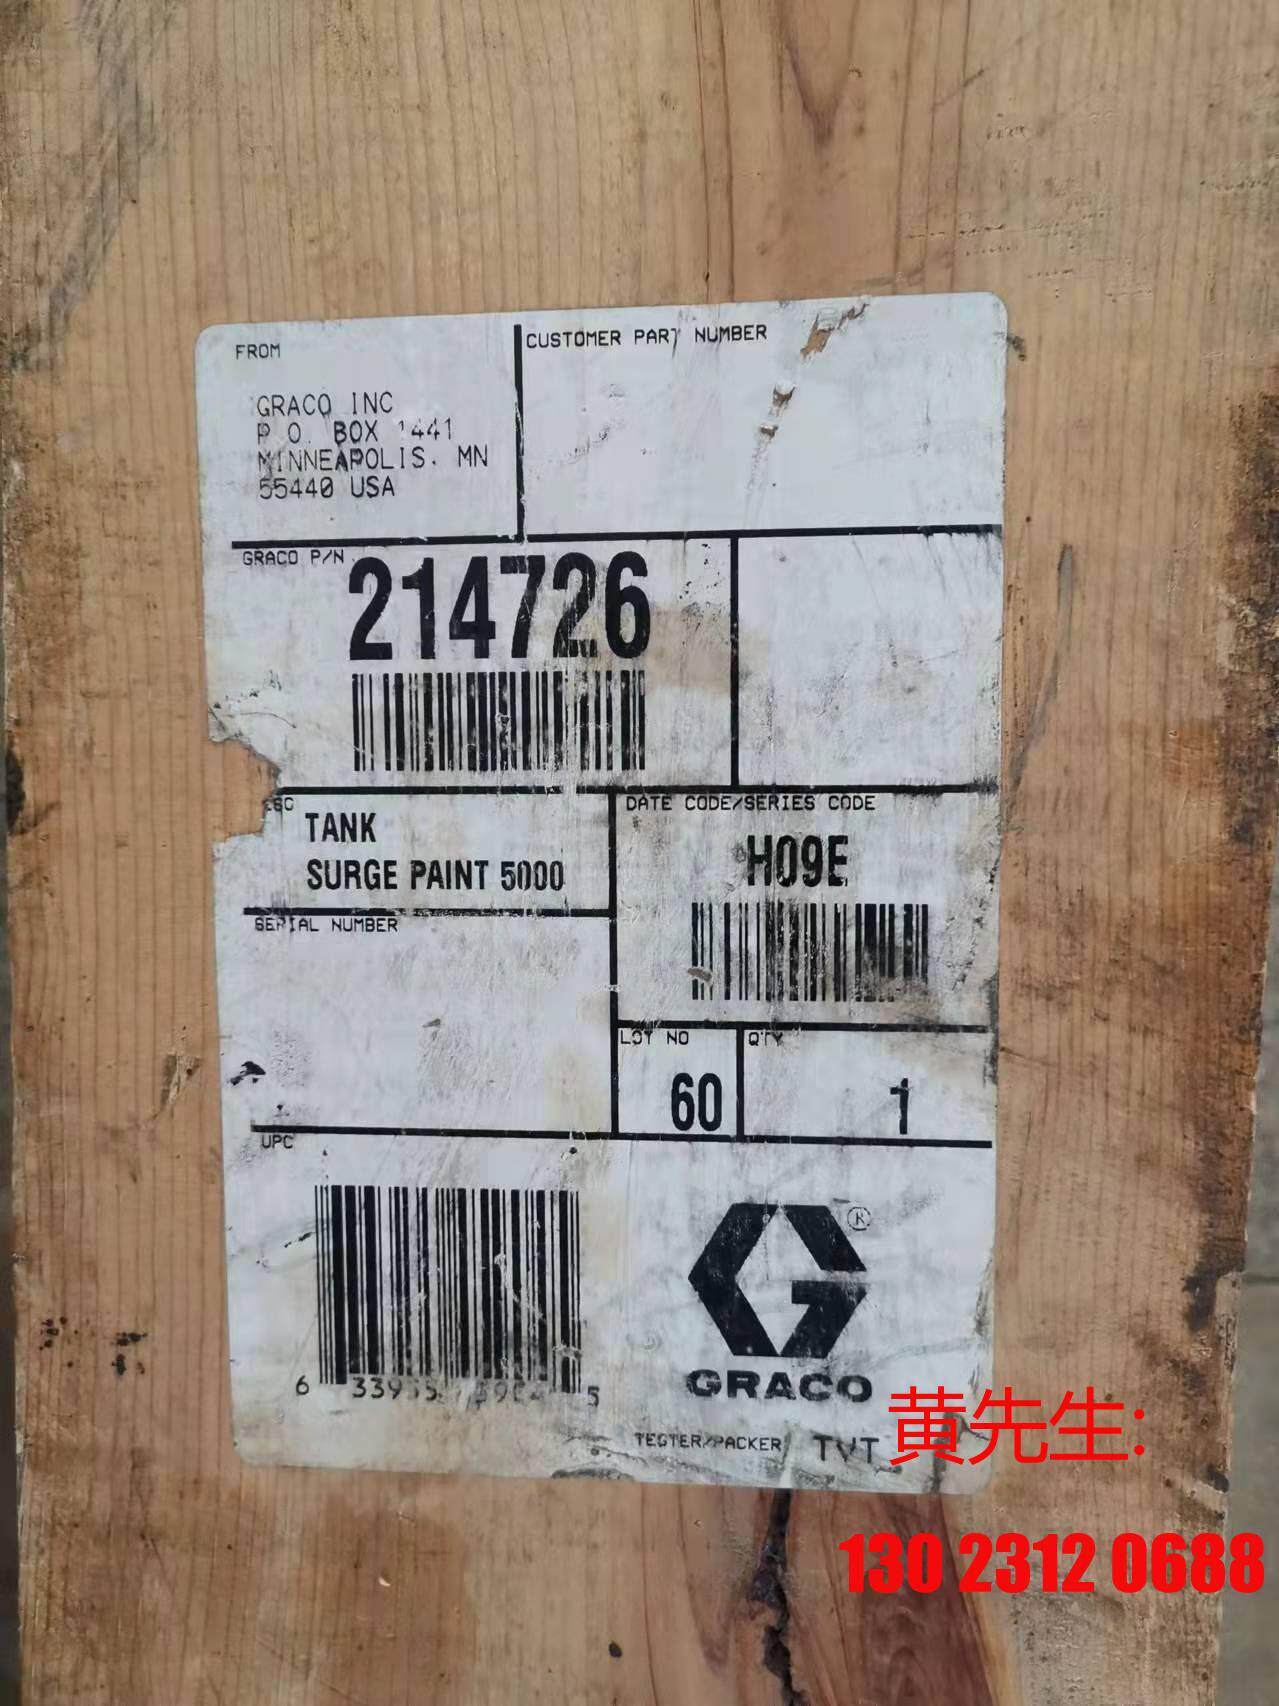 FROM
GRACO INC
P.O. BOX 1441
MINNEAPOLIS, MN
55440 USA
CUSTOMER PART NUMBER
GRACO P/N
214726
TANK
SURGE PAINT 5000
DATE CODE/SERIES CODE
H09E
SERIAL NUMBER
LOT NO
60
QTY
1
UPC
6
5
®
GRACO
TESTER/PACKER
TVT
黄先生:
130 2312 0688